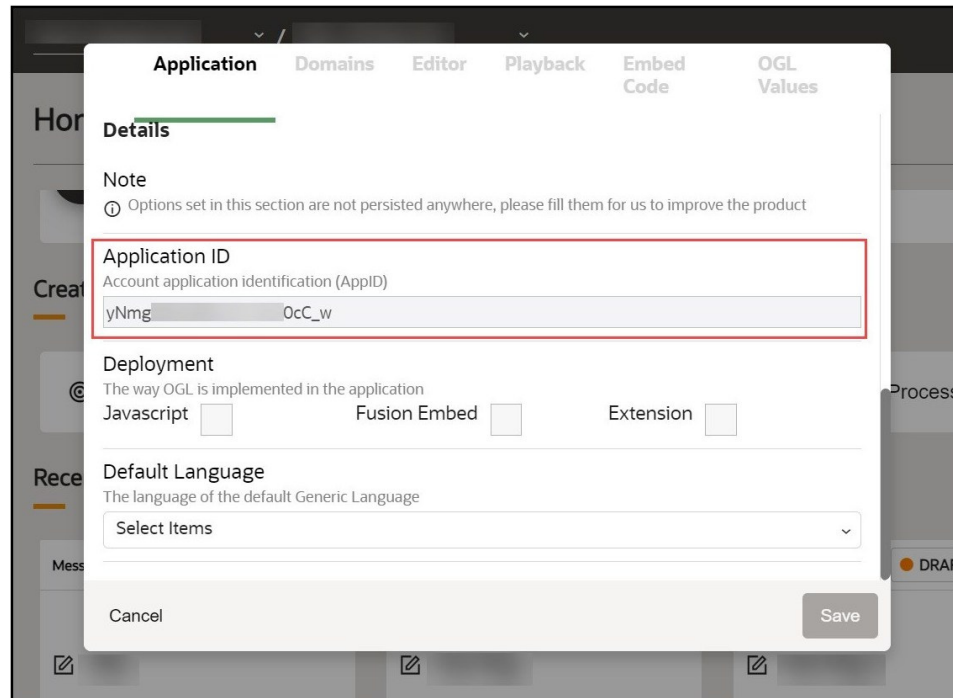 /
Application Domains Editor Playback Embed Code OGL Values
Details
Note
Options set in this section are not persisted anywhere, please fill them for us to improve the product
Application ID
Account application identification (AppID)
yNmg 0cC_w
Deployment
The way OGL is implemented in the application
Javascript Fusion Embed Extension
Default Language
The language of the default Generic Language
Select Items
Cancel Save
Hor
Creat
Process
Rece
Mess
DRAF